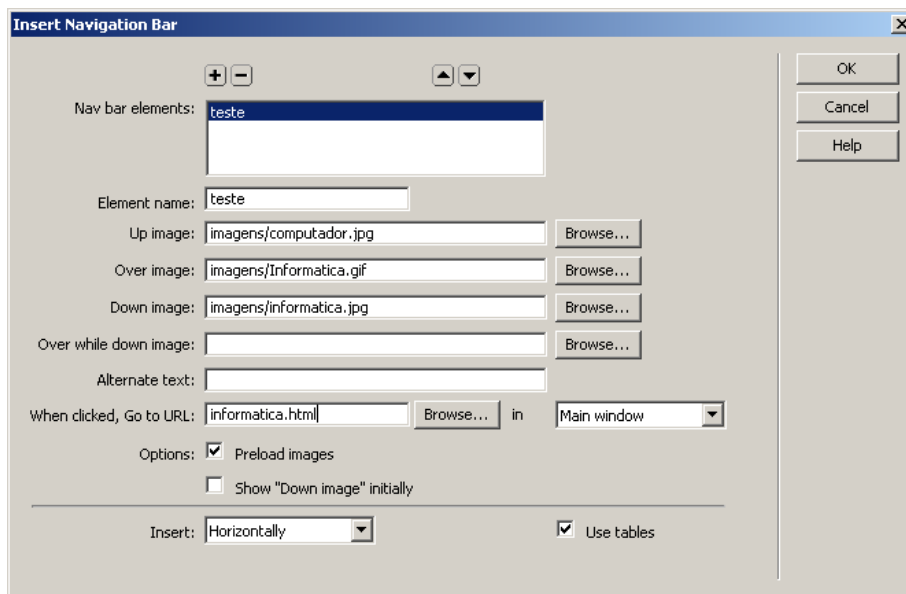 Insert Navigation Bar
OK
Nav bar elements: teste
Cancel
Help
Element name: teste
Up image: imagens/computador.jpg Browse...
Over image: imagens/Informatica.gif Browse...
Down image: imagens/informatica.jpg Browse...
Over while down image: Browse...
Alternate text:
When clicked, Go to URL: informatica.html Browse... in Main window
Options: Preload images
Show "Down image" initially
Insert: Horizontally Use tables